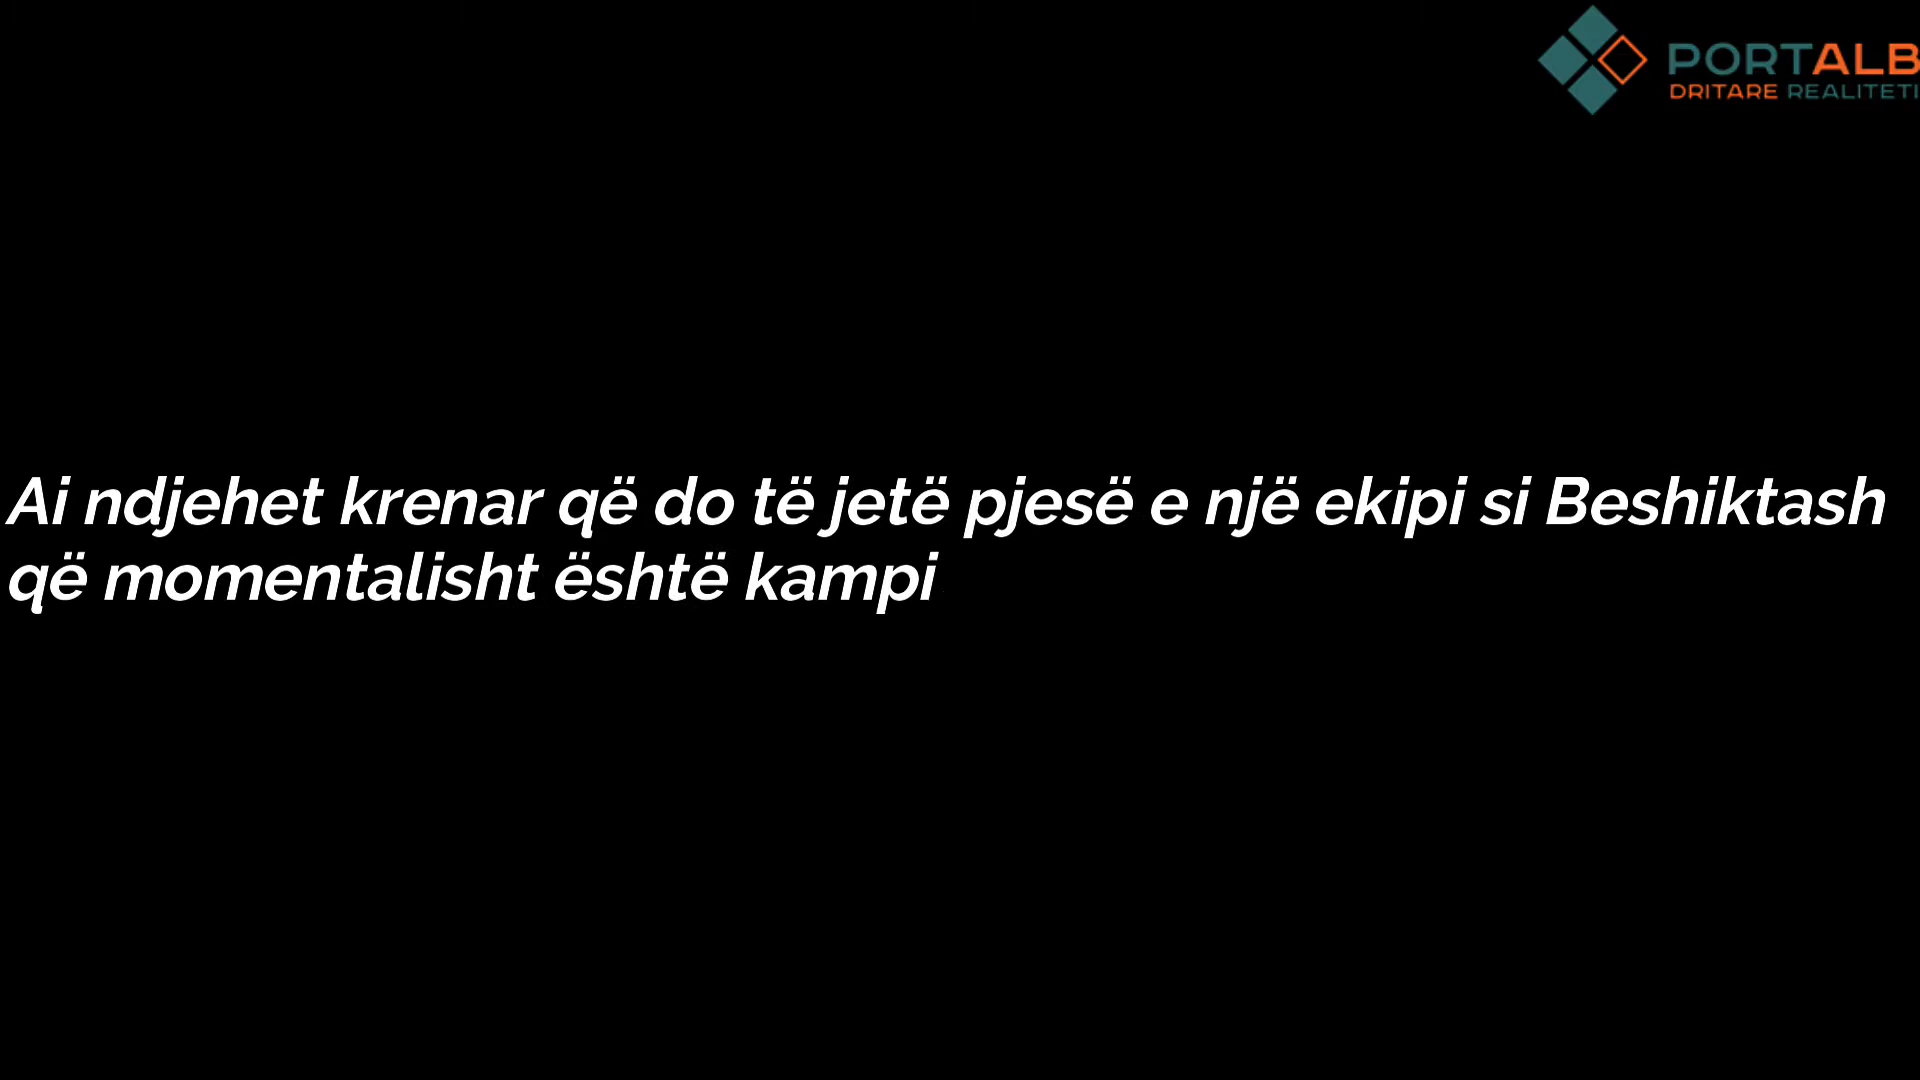 PORTALB
DRITARE REALITETI
Ai ndjehet krenar që do të jetë pjesë e një ekipi si Beshiktash
që momentalisht është kampi